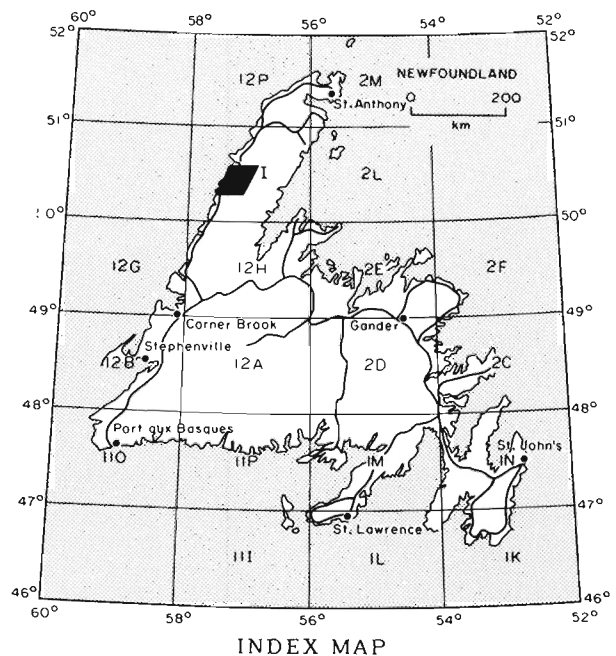 60° 58° 56° 54° 52°
52° 52°
a
12P 2M NEWFOUNDLAND
0 200
km
St. Anthony
51° 51°
I 2L
10° 50°
12G 12H 2E 2F
49° 49°
Corner Brook Gander
Stephenville
12B 12A 2D 2C
48° 48°
Port aux Basques St. John's
11O 11P 1M 1N
47° 47°
St. Lawrence
11I 1L 1K
46° 46°
60° 58° 56° 54° 52°
INDEX MAP